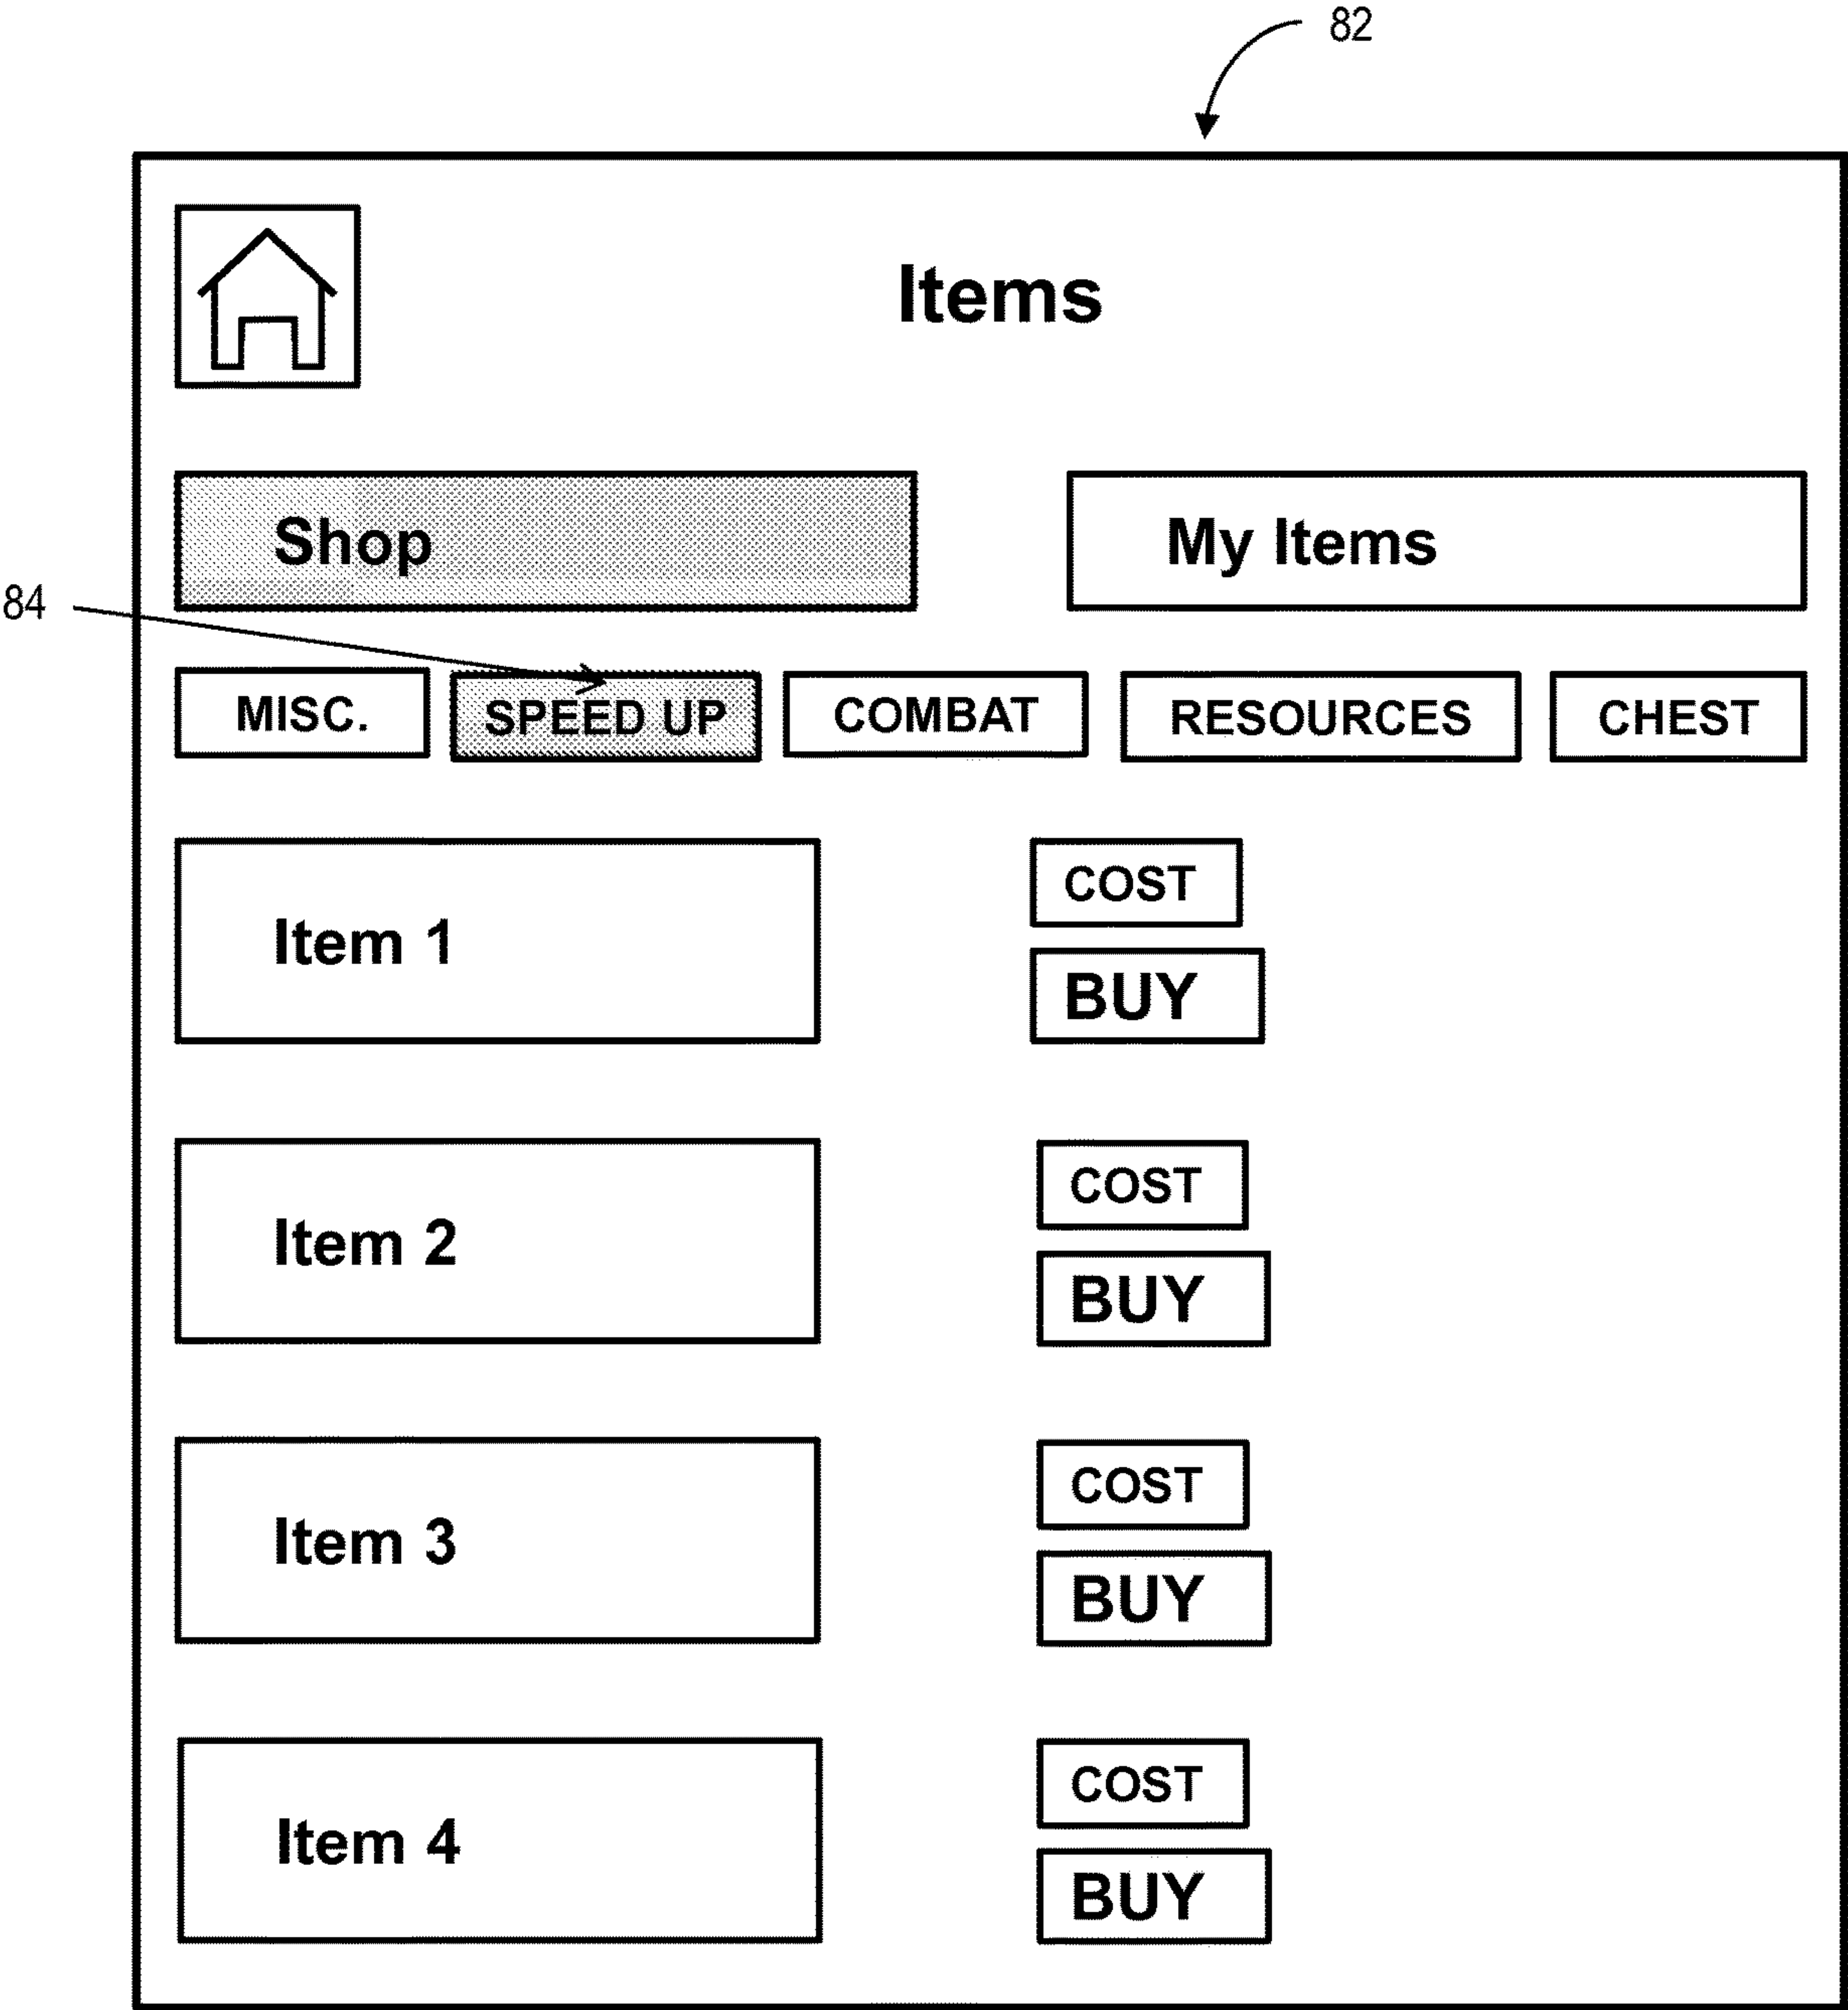 82
Items
Shop
My Items
84
MISC.
SPEED UP
COMBAT
RESOURCES
CHEST
Item 1
COST
BUY
Item 2
COST
BUY
Item 3
COST
BUY
Item 4
COST
BUY